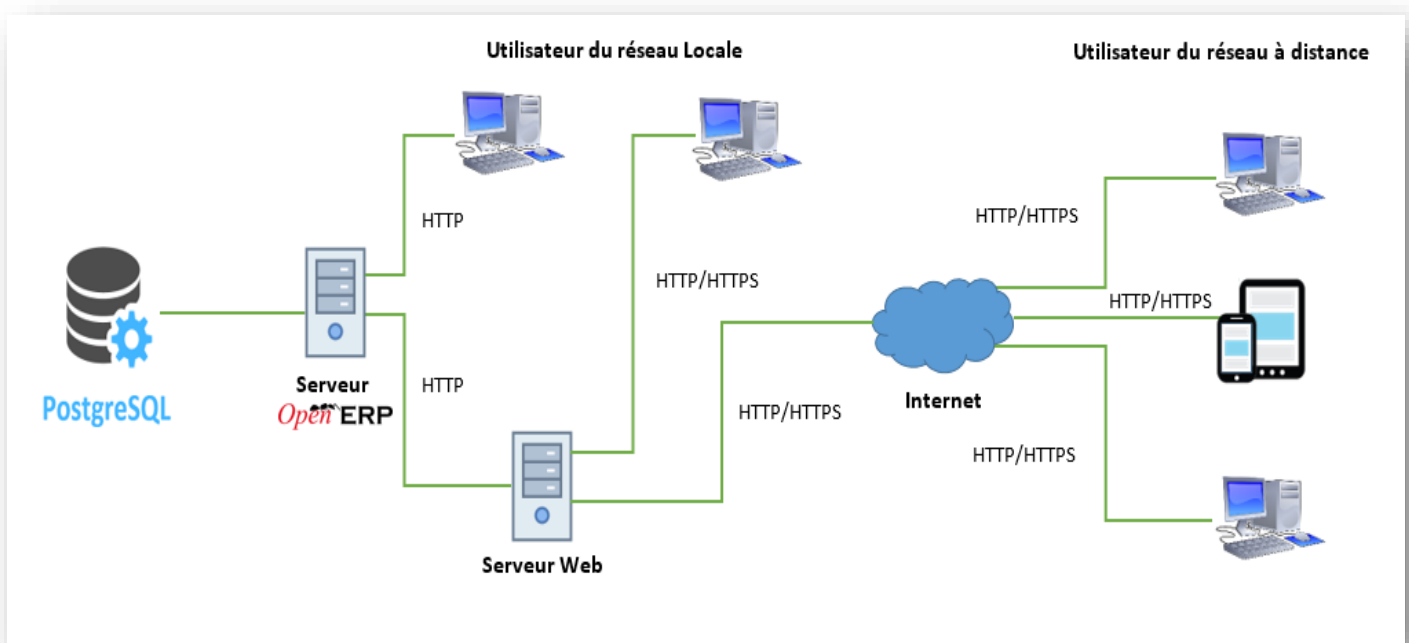 Utilisateur du réseau Locale
Utilisateur du réseau à distance
HTTP
HTTP/HTTPS
HTTP/HTTPS
HTTP/HTTPS
PostgreSQL
Serveur
Open ERP
HTTP
HTTP/HTTPS
Internet
HTTP/HTTPS
Serveur Web